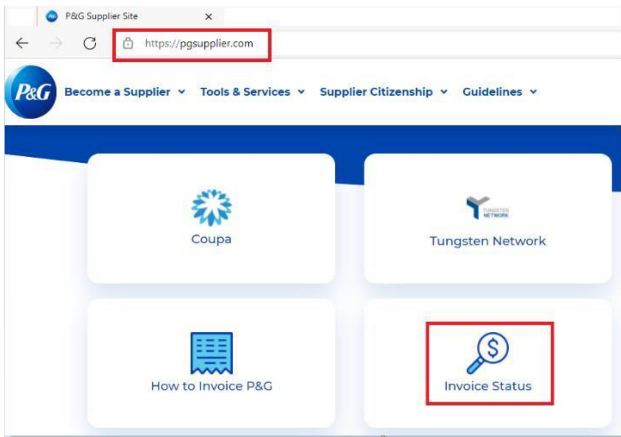 P&G Supplier Site
https://pgsupplier.com
P&G
Become a Supplier Tools & Services Supplier Citizenship Guidelines
TUNGSTEN
NETWORK
Coupa
Tungsten Network
$
How to Invoice P&G
Invoice Status